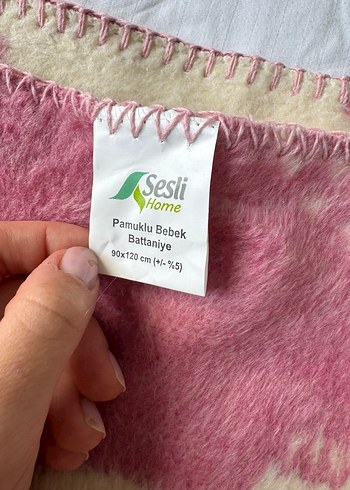 Sesli
Home
Pamuklu Bebek
Battaniye
90x120 cm (+/- %5)